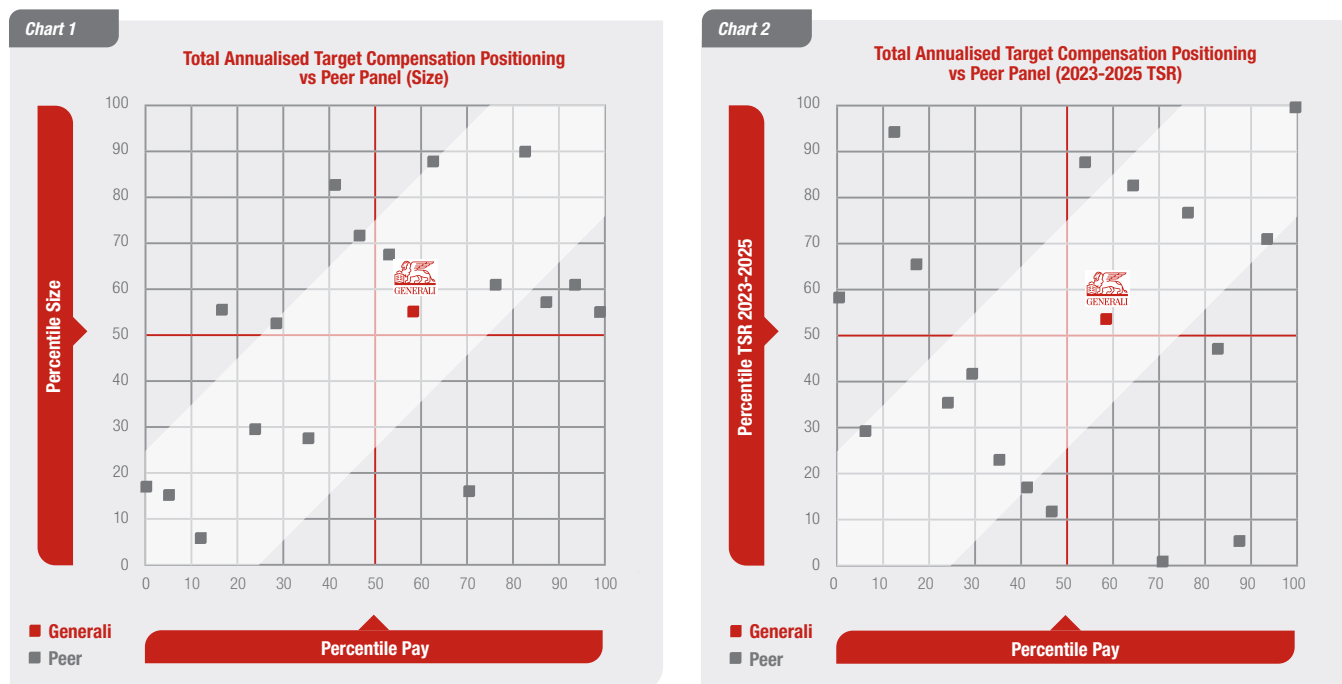 Chart 1
Total Annualised Target Compensation Positioning
vs Peer Panel (Size)
Percentile Size
100
90
80
70
60
50
40
30
20
10
0
GENERALI
0 10 20 30 40 50 60 70 80 90 100
Percentile Pay
Generali
Peer
Chart 2
Total Annualised Target Compensation Positioning
vs Peer Panel (2023-2025 TSR)
Percentile TSR 2023-2025
100
90
80
70
60
50
40
30
20
10
0
GENERALI
0 10 20 30 40 50 60 70 80 90 100
Percentile Pay
Generali
Peer